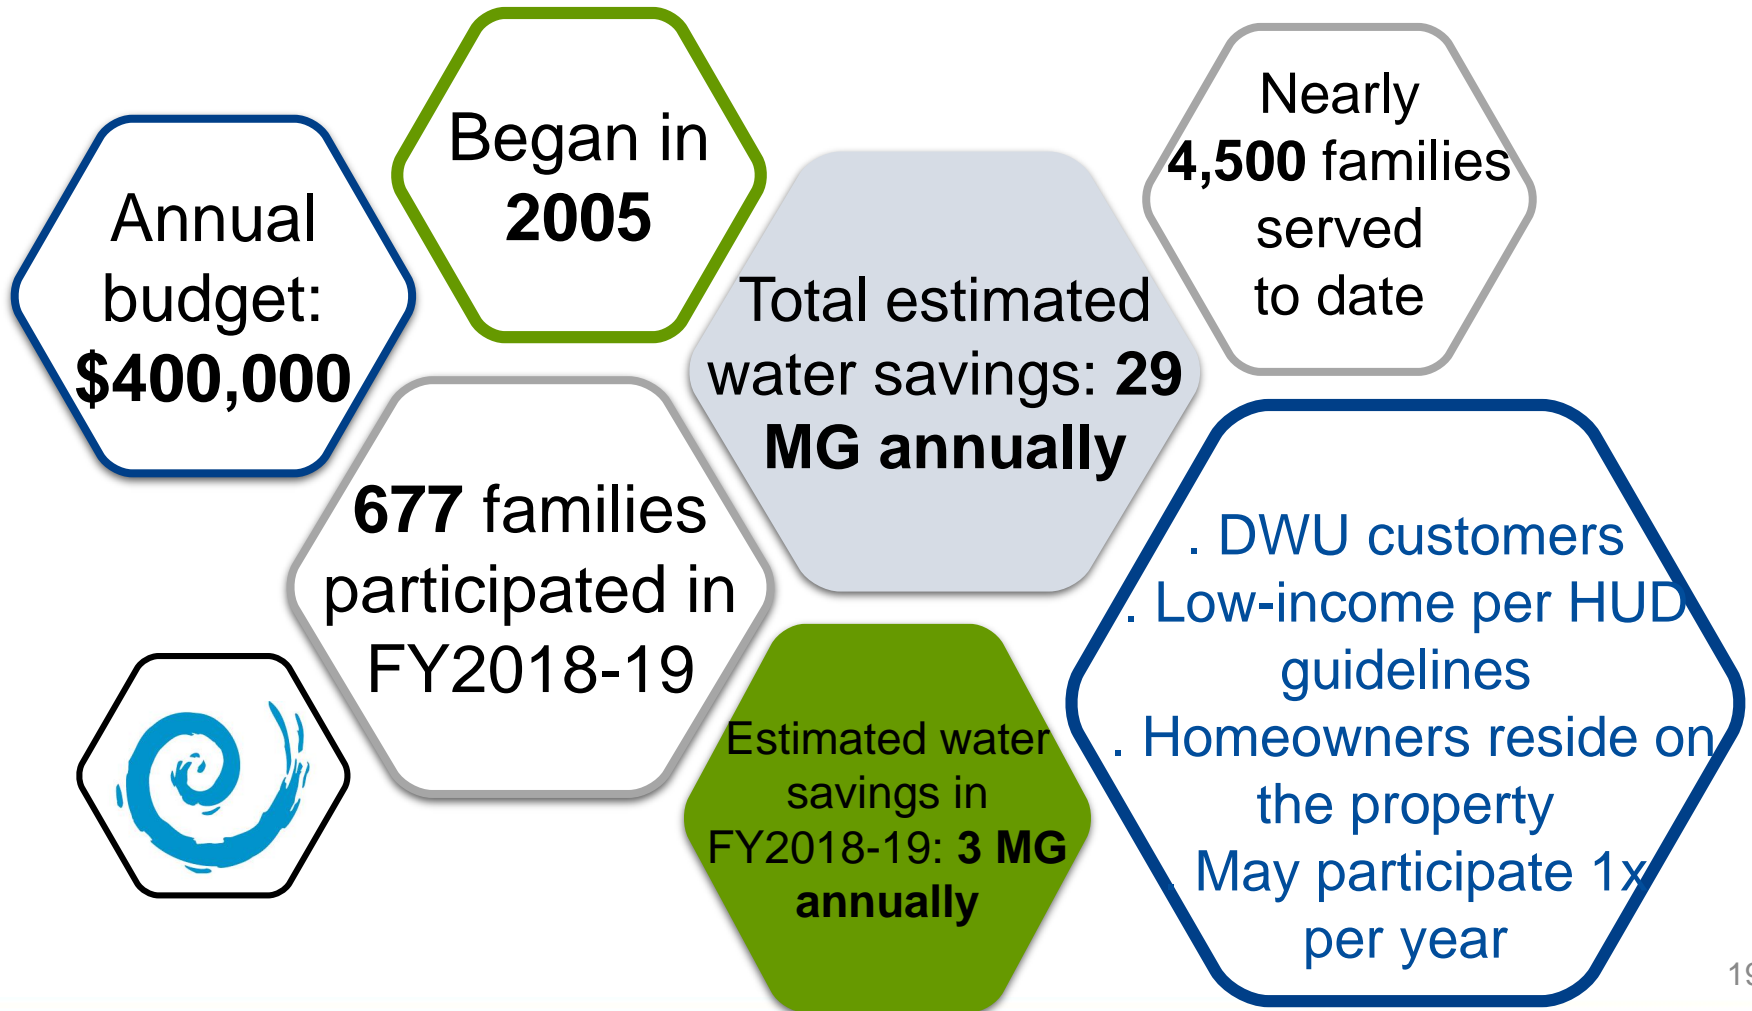 Annual
budget:
$400,000
Began in
2005
Total estimated
water savings: 29
MG annually
Nearly
4,500 families
served
to date
677 families
participated in
FY2018-19
Estimated water
savings in
FY2018-19: 3 MG
annually
. DWU customers
. Low-income per HUD
guidelines
. Homeowners reside on
the property
. May participate 1x
per year
19